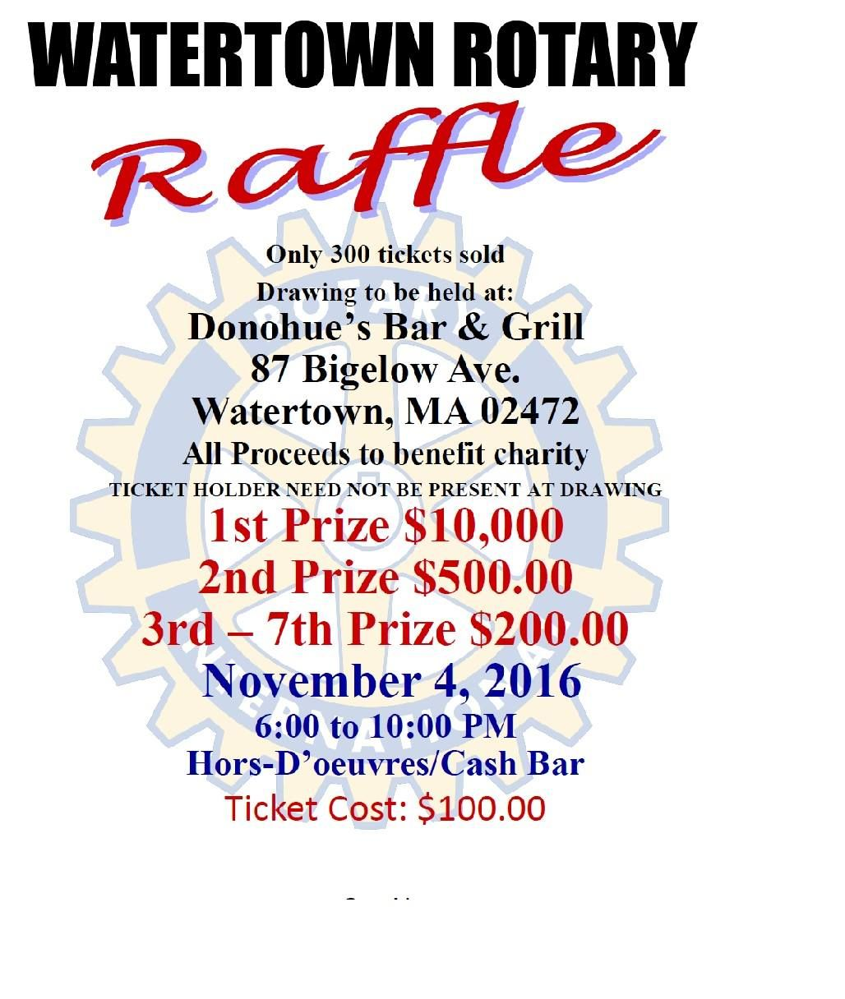 WATERTOWN ROTARY
Raffle
Only 300 tickets sold
Drawing to be held at:
ROTARY
Donohue's Bar & Grill
87 Bigelow Ave.
Watertown, MA 02472
All Proceeds to benefit charity
TICKET HOLDER NEED NOT BE PRESENT AT DRAWING
1st Prize $10,000
2nd Prize $500.00
3rd – 7th Prize $200.00
November 4, 2016
INTERNATIONAL
6:00 to 10:00 PM
Hors-D'oeuvres/Cash Bar
Ticket Cost: $100.00